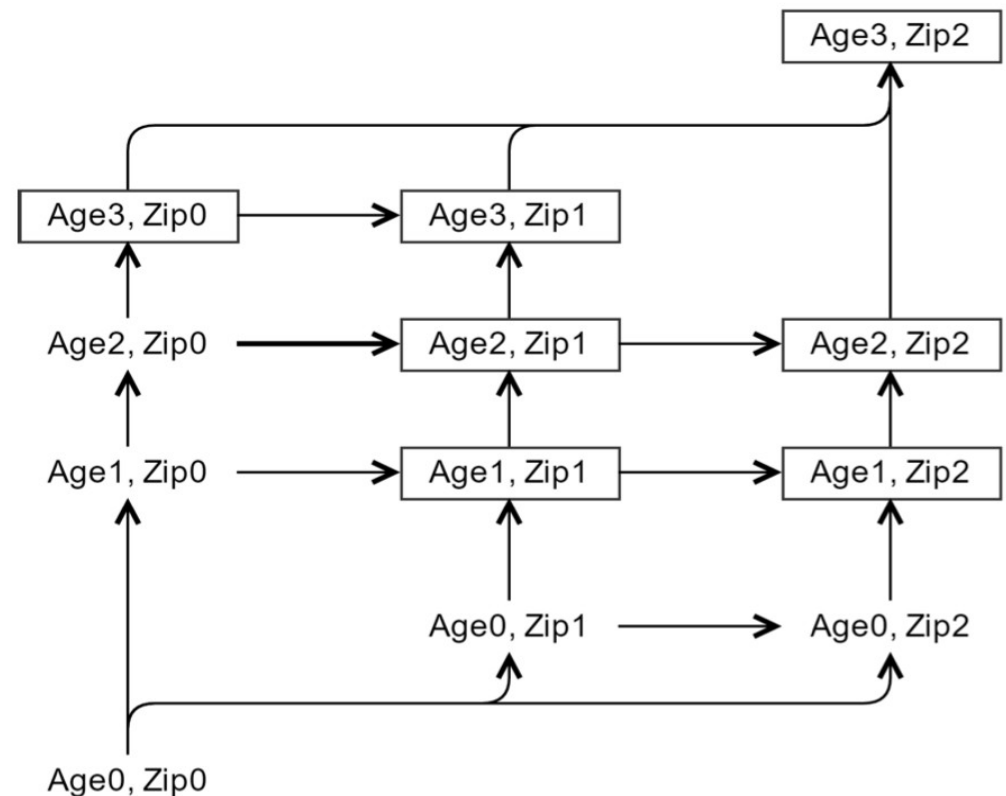 Age3, Zip2
Age3, Zip0
Age3, Zip1
Age2, Zip0
Age2, Zip1
Age2, Zip2
Age1, Zip0
Age1, Zip1
Age1, Zip2
Age0, Zip1
Age0, Zip2
Age0, Zip0